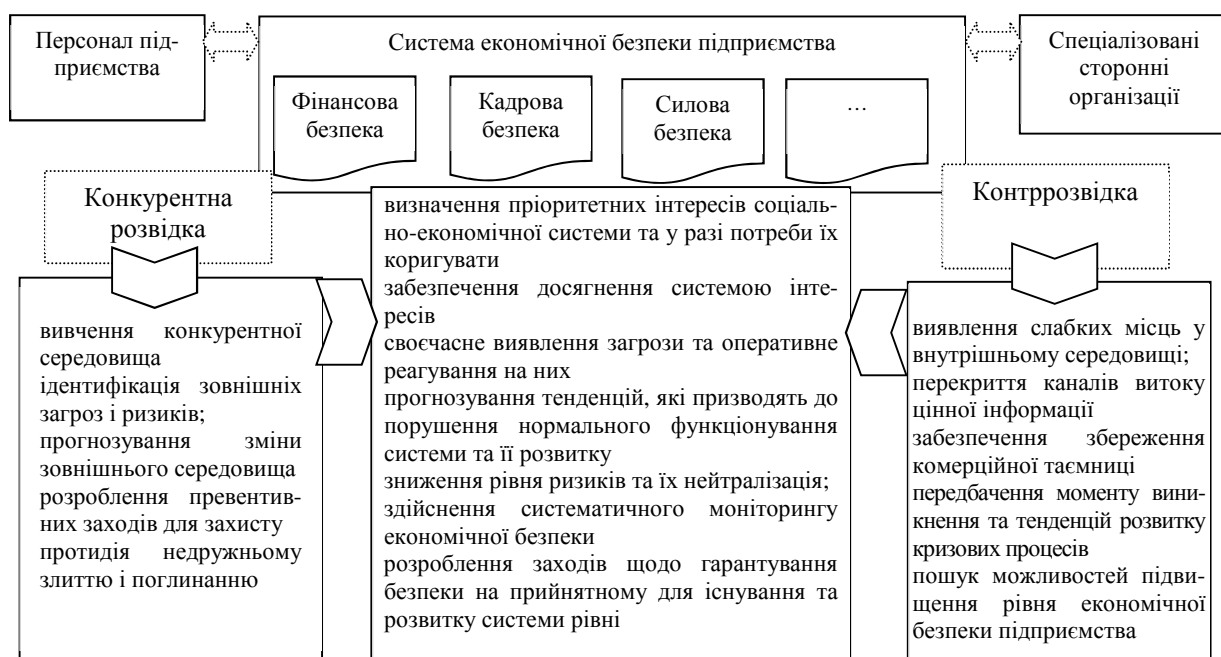 Персонал під-
приємства
Система економічної безпеки підприємства
Спеціалізовані
сторонні
організації
Фінансова
безпека
Кадрова
безпека
Силова
безпека
…
Конкурентна
розвідка
Контррозвідка
вивчення конкурентної
середовища
ідентифікація зовнішніх
загроз і ризиків;
прогнозування зміни
зовнішнього середовища
розроблення превентив-
них заходів для захисту
протидія недружньому
злиттю і поглинанню
визначення пріоритетних інтересів соціаль-
но-економічної системи та у разі потреби їх
коригувати
забезпечення досягнення системою інте-
ресів
своєчасне виявлення загрози та оперативне
реагування на них
прогнозування тенденцій, які призводять до
порушення нормального функціонування
системи та її розвитку
зниження рівня ризиків та їх нейтралізація;
здійснення систематичного моніторингу
економічної безпеки
розроблення заходів щодо гарантування
безпеки на прийнятному для існування та
розвитку системи рівні
виявлення слабких місць у
внутрішньому середовищі;
перекриття каналів витоку
цінної інформації
забезпечення збереження
комерційної таємниці
передбачення моменту вини-
кнення та тенденцій розвитку
кризових процесів
пошук можливостей підви-
щення рівня економічної
безпеки підприємства